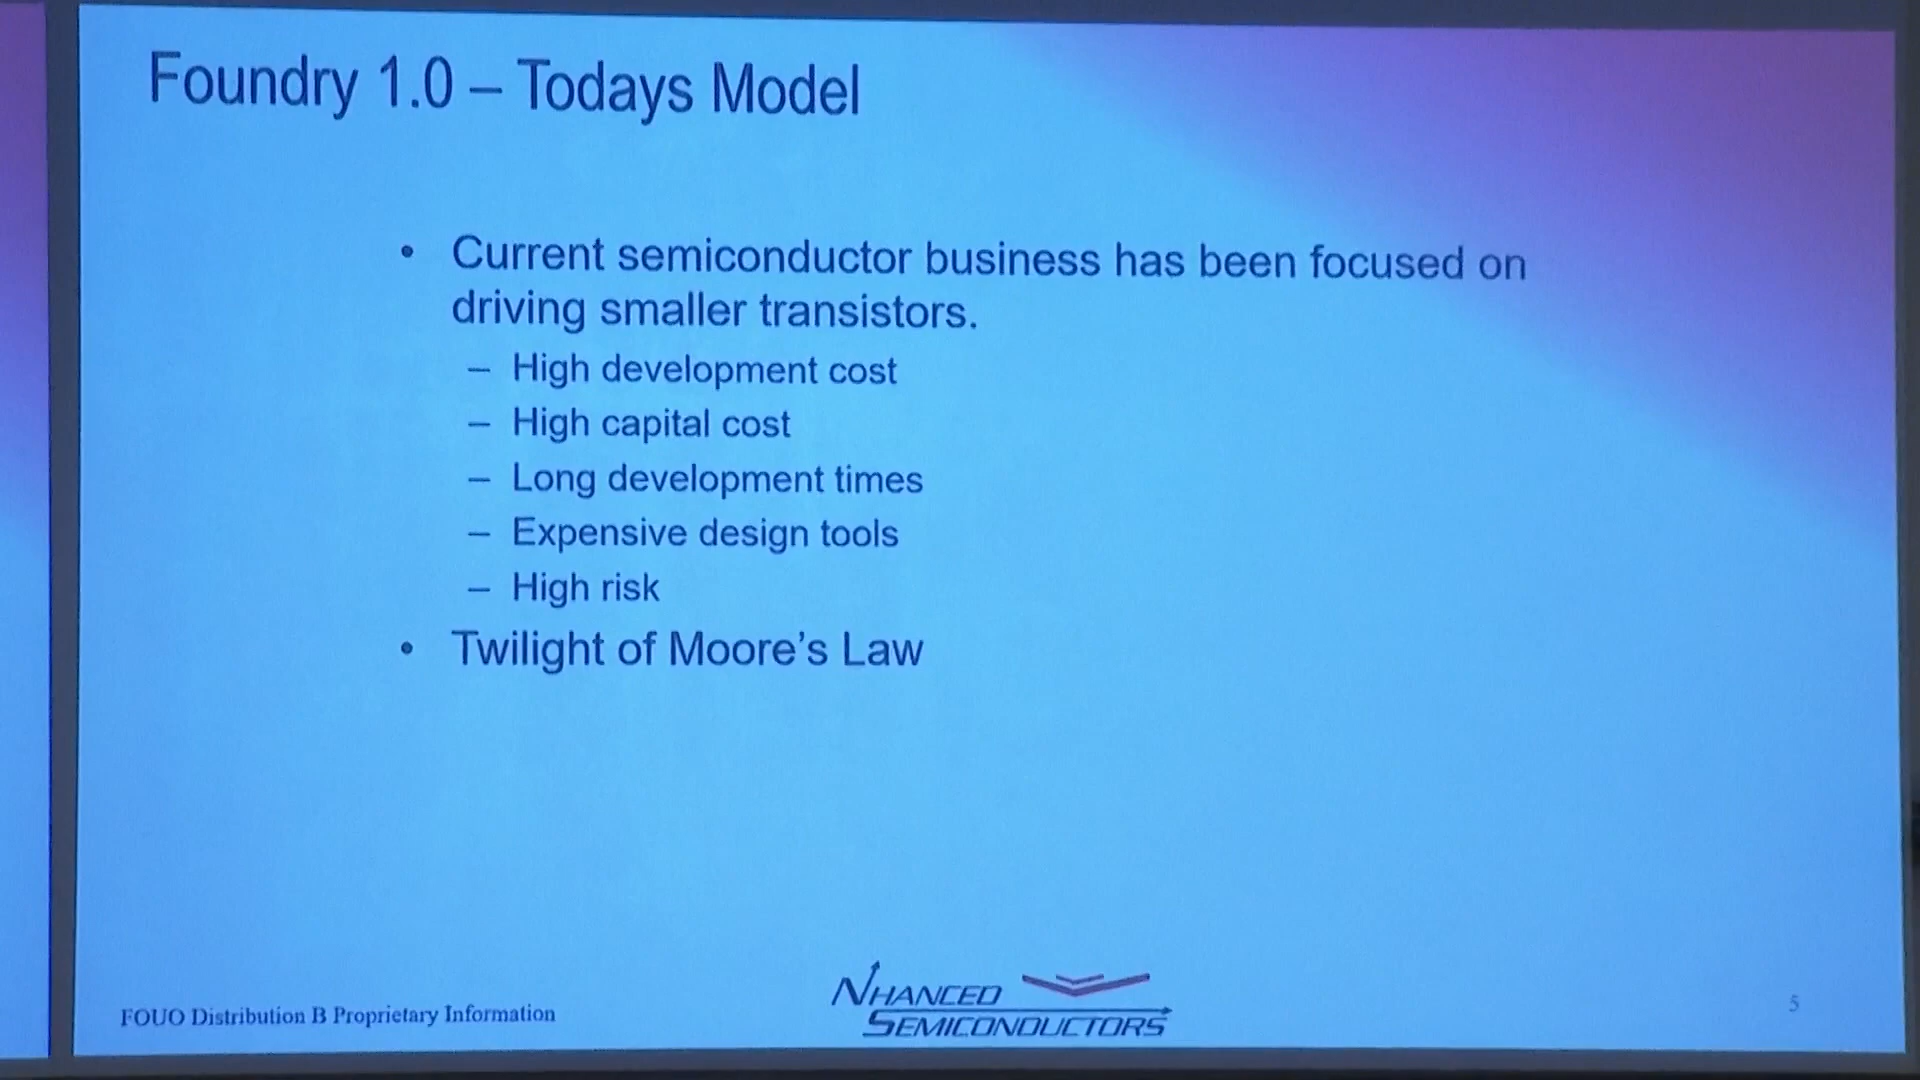 Foundry 1.0 – Todays Model
• Current semiconductor business has been focused on
driving smaller transistors.
– High development cost
– High capital cost
– Long development times
– Expensive design tools
– High risk
• Twilight of Moore’s Law
FOUO Distribution B Proprietary Information
NHANCED
SEMICONDUCTORS
5